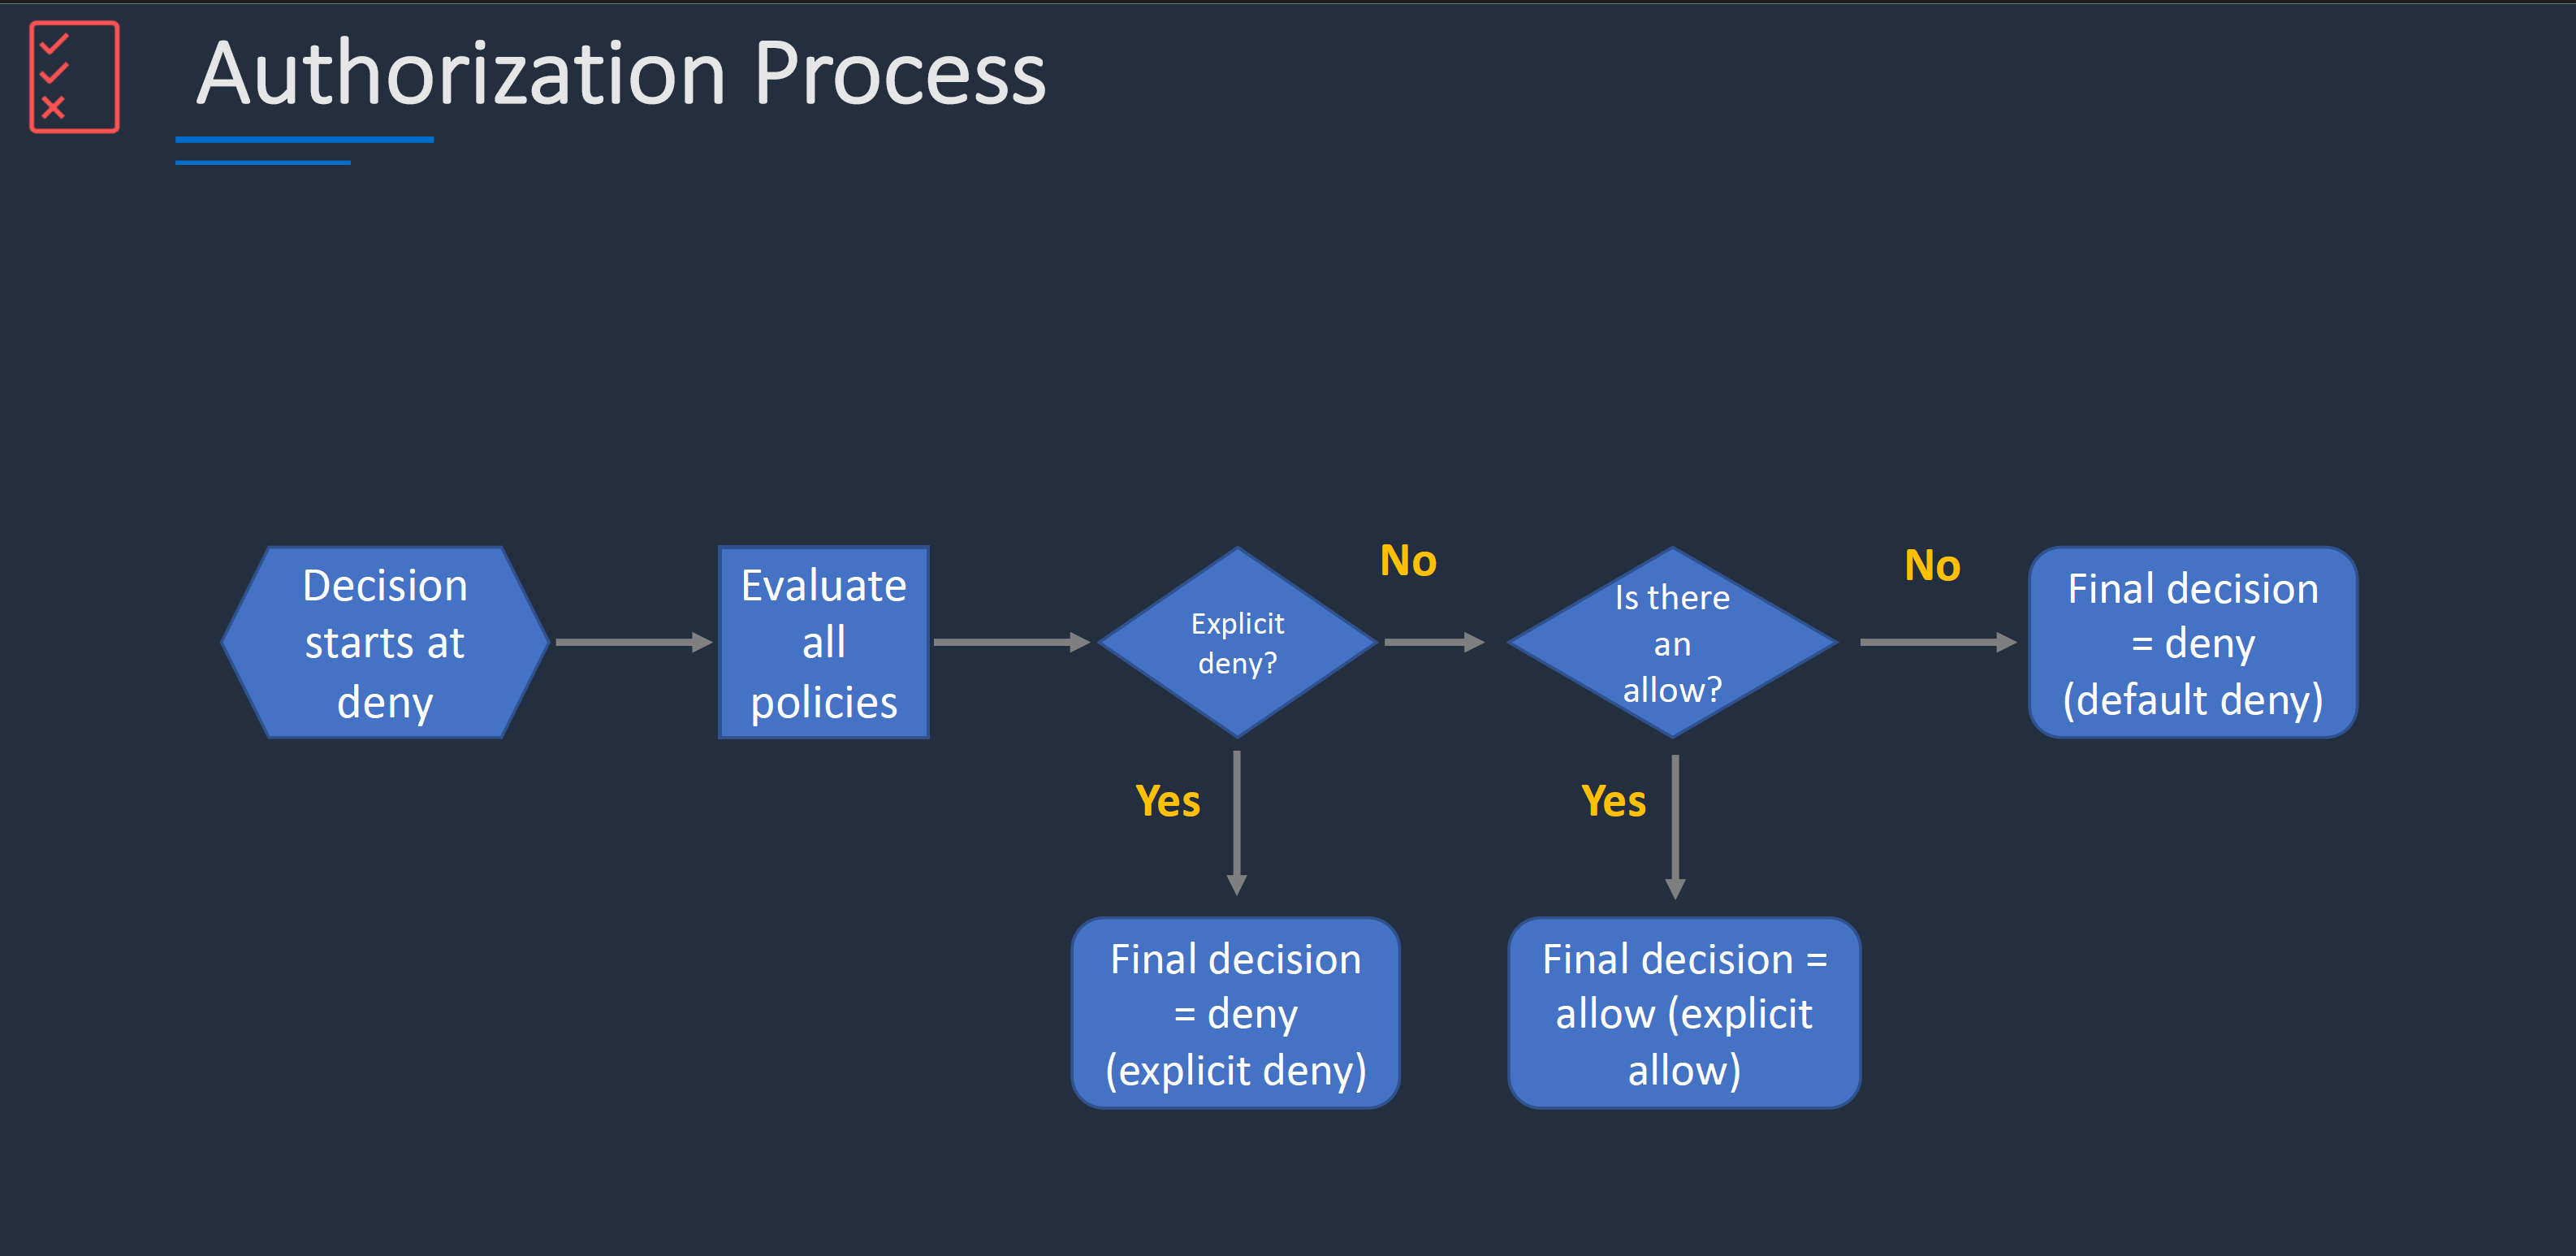 Authorization Process
Decision
starts at
deny
Evaluate
all
policies
Explicit
deny?
No
Is there
an
allow?
No
Final decision
= deny
(default deny)
Yes
Yes
Final decision
= deny
(explicit deny)
Final decision =
allow (explicit
allow)